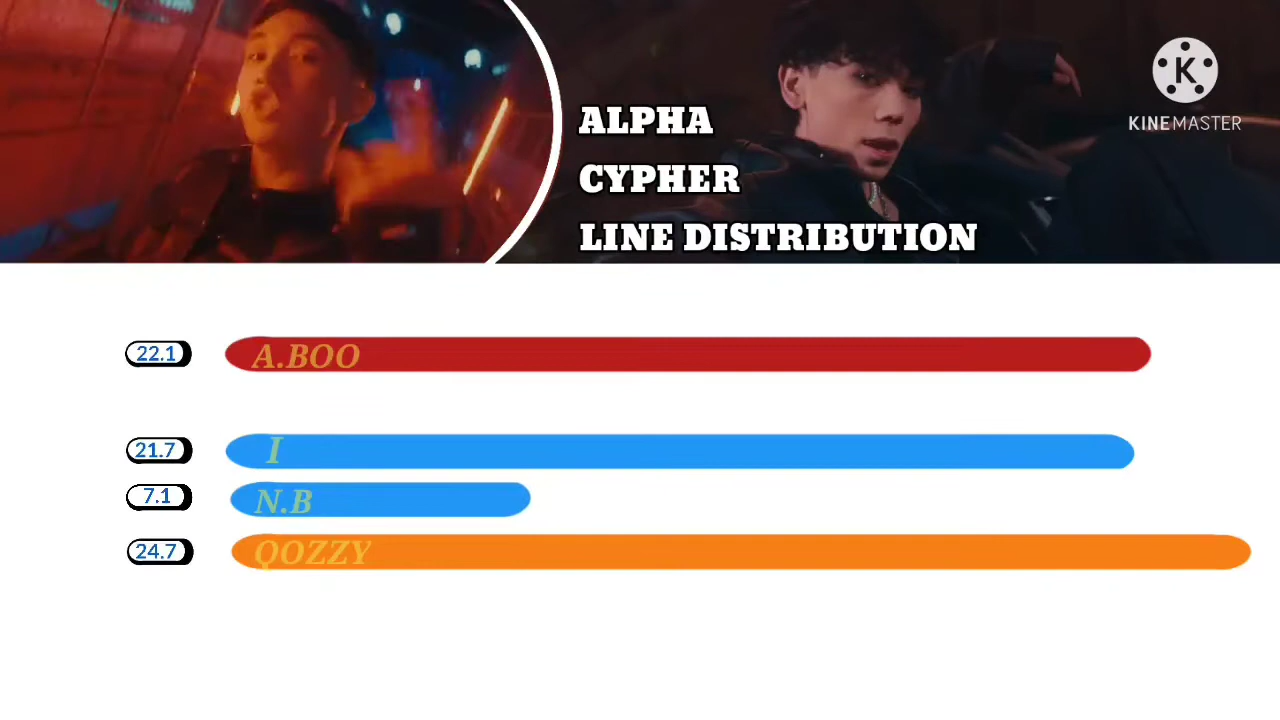 ALPHA
CYPHER
LINE DISTRIBUTION
K
KINEMASTER
22.1 A.BOO
21.7 I
7.1 N.B
24.7 QOZZY